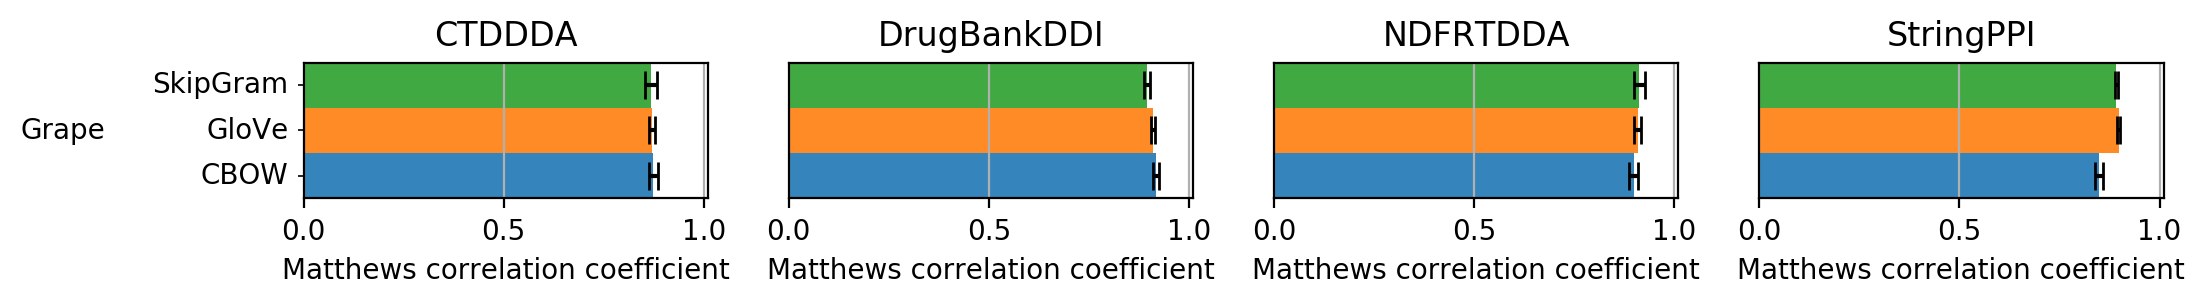 CTDDDA DrugBankDDI NDFRTDDA StringPPI
SkipGram
Grape GloVe
CBOW
0.0 0.5 1.0 0.0 0.5 1.0 0.0 0.5 1.0 0.0 0.5 1.0
Matthews correlation coefficient Matthews correlation coefficient Matthews correlation coefficient Matthews correlation coefficient